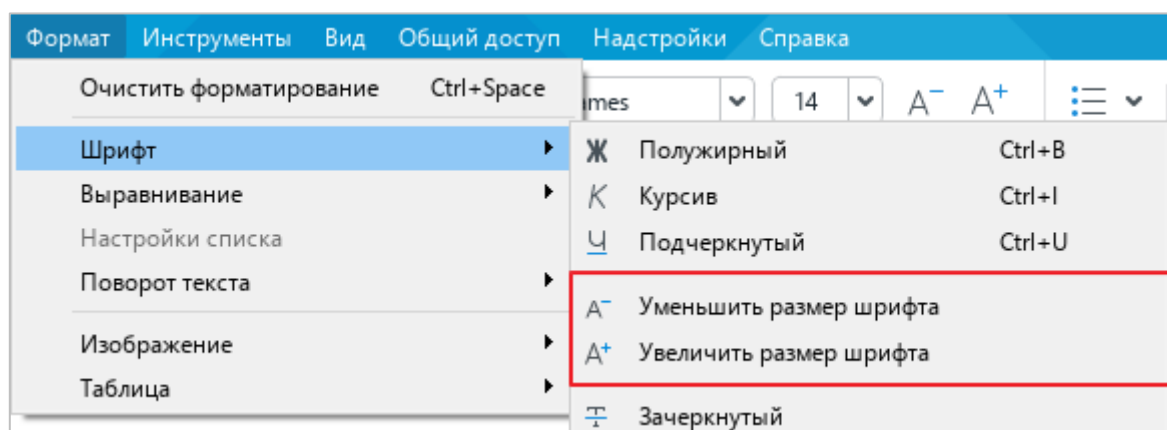 Формат Инструменты Вид Общий доступ Надстройки Справка
Очистить форматирование Ctrl+Space
14 A− A+
Шрифт
Ж Полужирный Ctrl+B
Выравнивание
К Курсив Ctrl+I
Настройки списка
Ч Подчеркнутый Ctrl+U
Поворот текста
A− Уменьшить размер шрифта
Изображение
A+ Увеличить размер шрифта
Таблица
Т Зачеркнутый